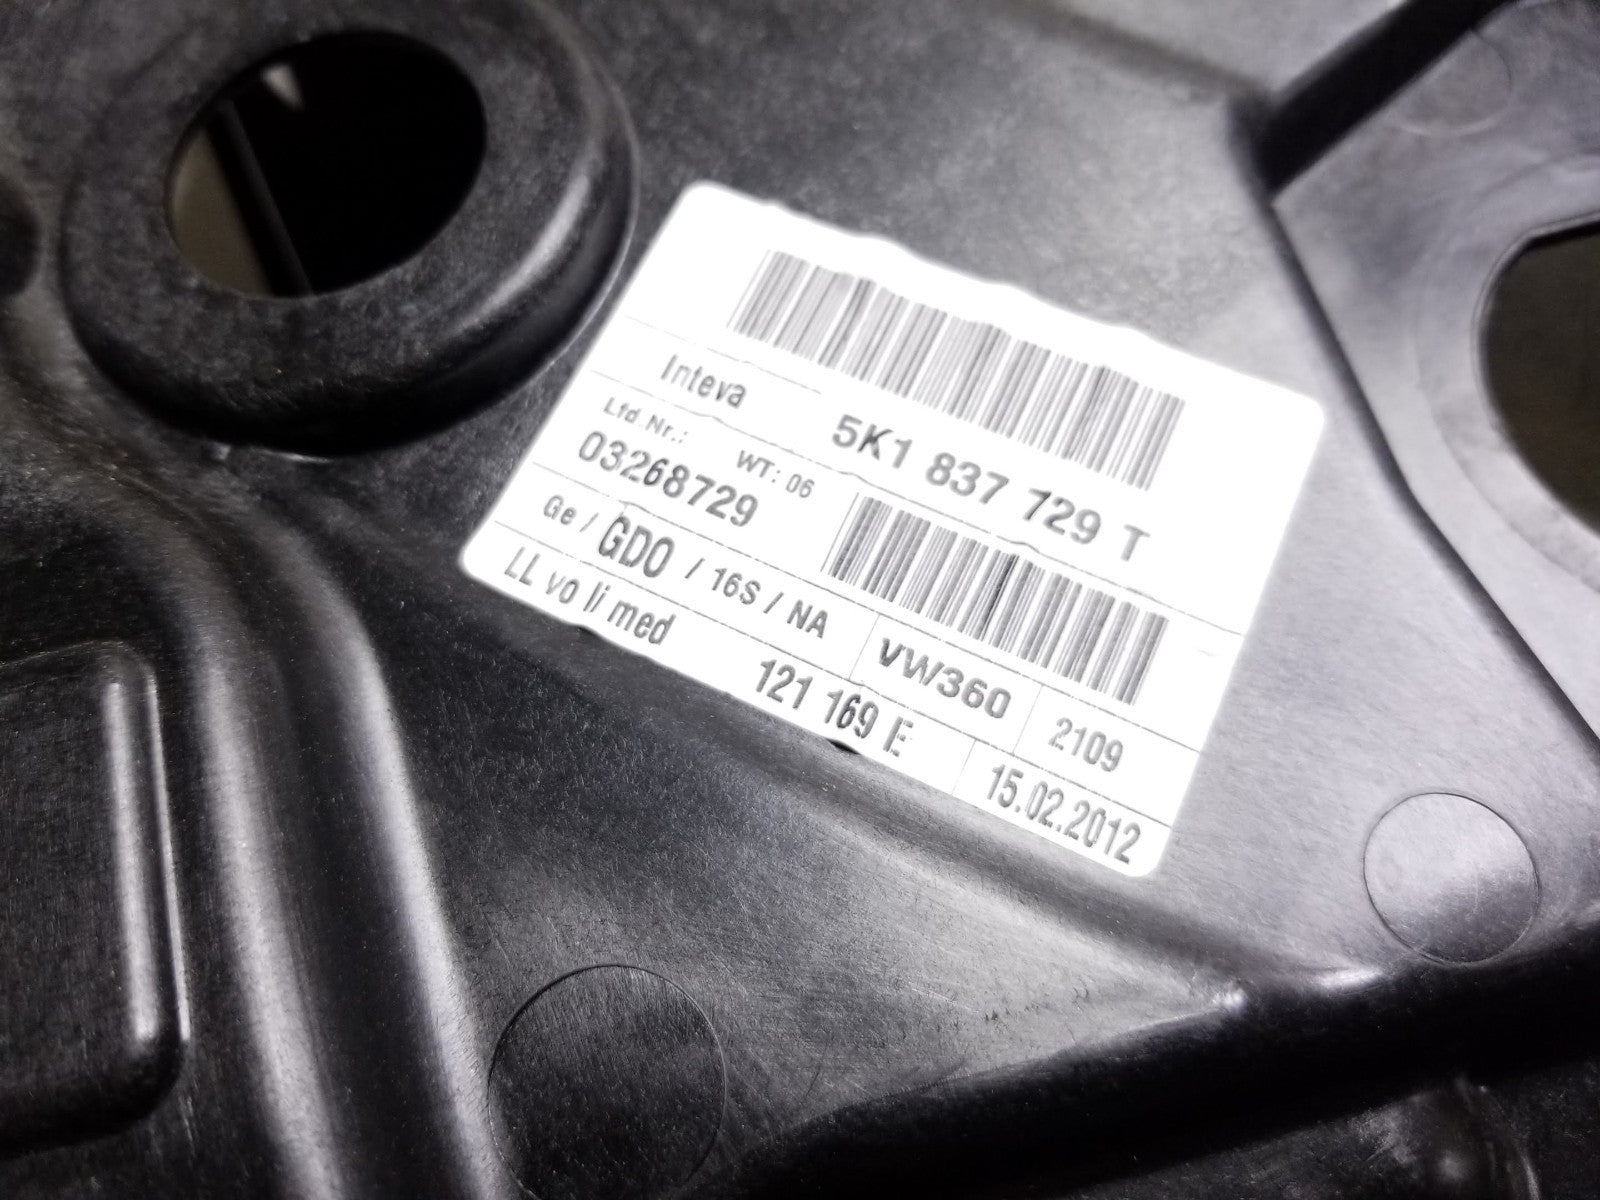 Inteva
5K1 837 729 T
Lfd.Nr.:
WT: 06
03268729
Ge / GDO / 16S / NA
VW360
2109
LL vo li med
121 169 E
15.02.2012